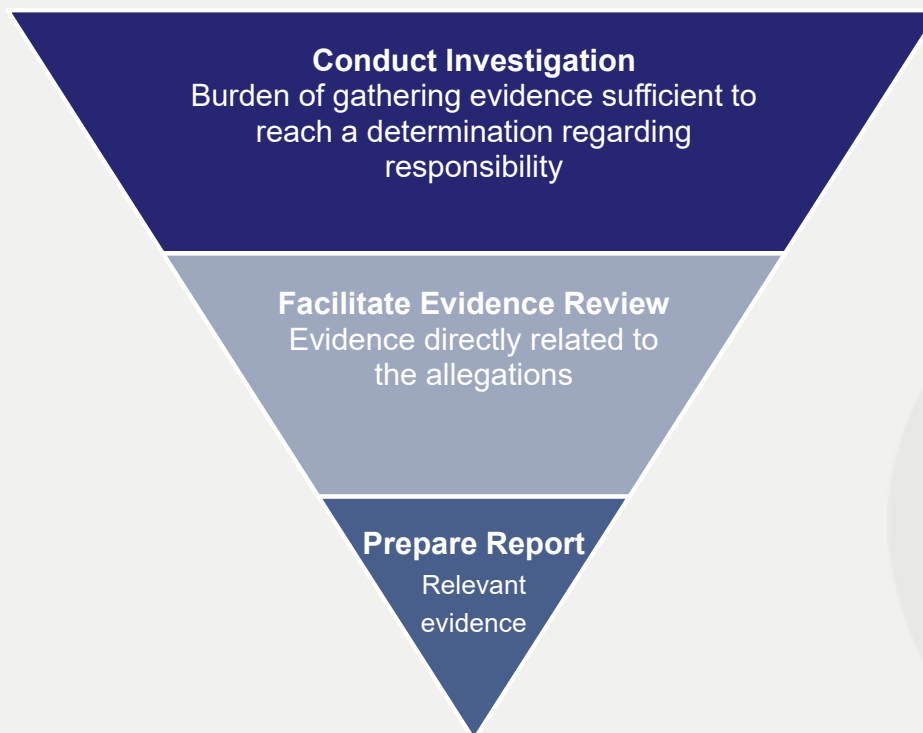 Conduct Investigation
Burden of gathering evidence sufficient to
reach a determination regarding
responsibility
Facilitate Evidence Review
Evidence directly related to
the allegations
Prepare Report
Relevant
evidence